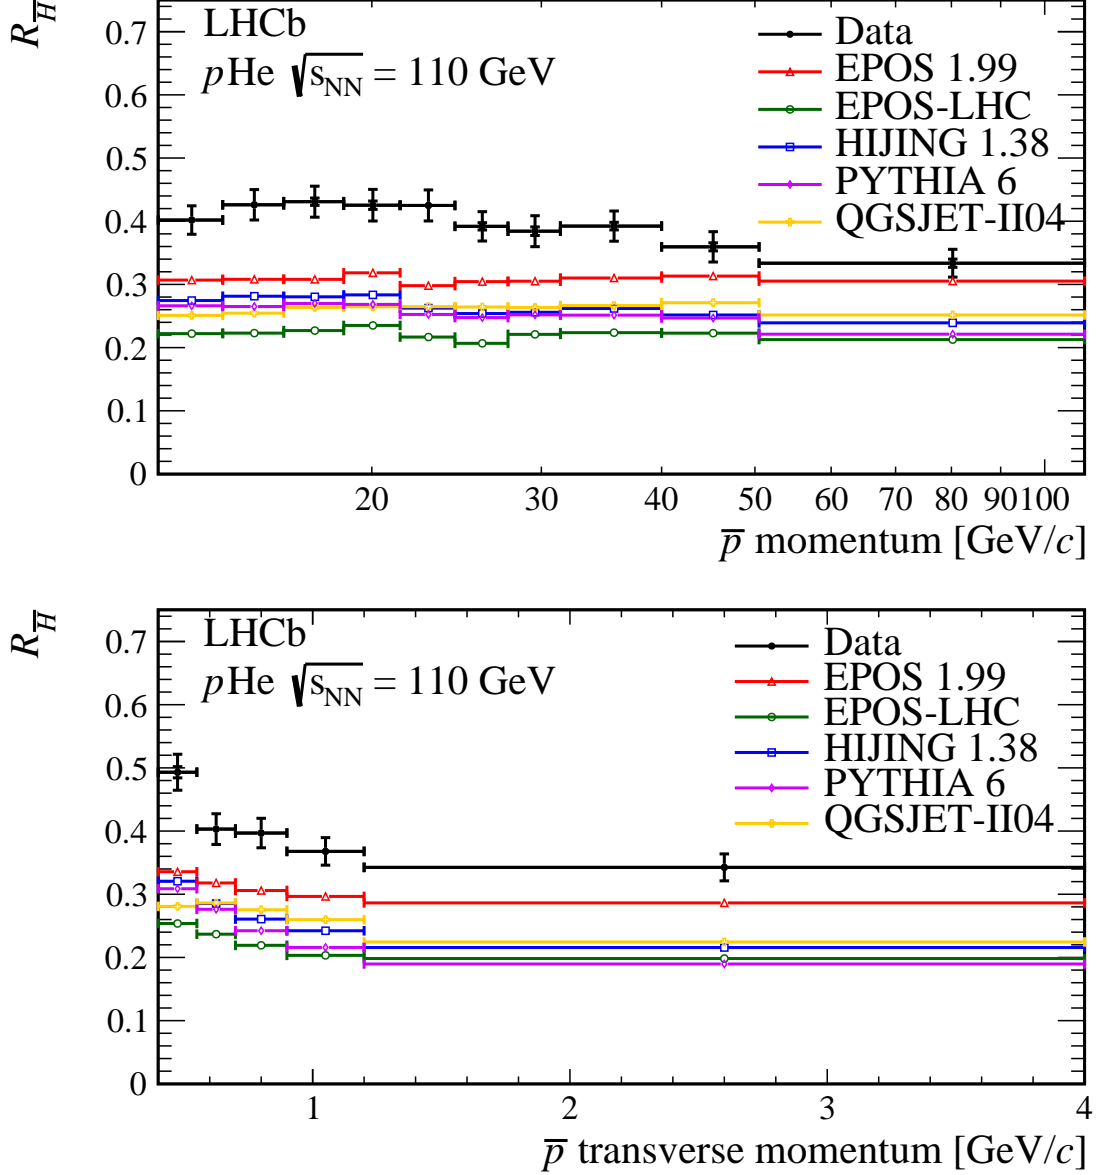 R_H̅
0.7
0.6
0.5
0.4
0.3
0.2
0.1
0
LHCb
pHe √s_NN = 110 GeV
Data
EPOS 1.99
EPOS-LHC
HIJING 1.38
PYTHIA 6
QGSJET-II04
20 30 40 50 60 70 80 90 100
p̅ momentum [GeV/c]
R_H̅
0.7
0.6
0.5
0.4
0.3
0.2
0.1
0
LHCb
pHe √s_NN = 110 GeV
Data
EPOS 1.99
EPOS-LHC
HIJING 1.38
PYTHIA 6
QGSJET-II04
1 2 3 4
p̅ transverse momentum [GeV/c]